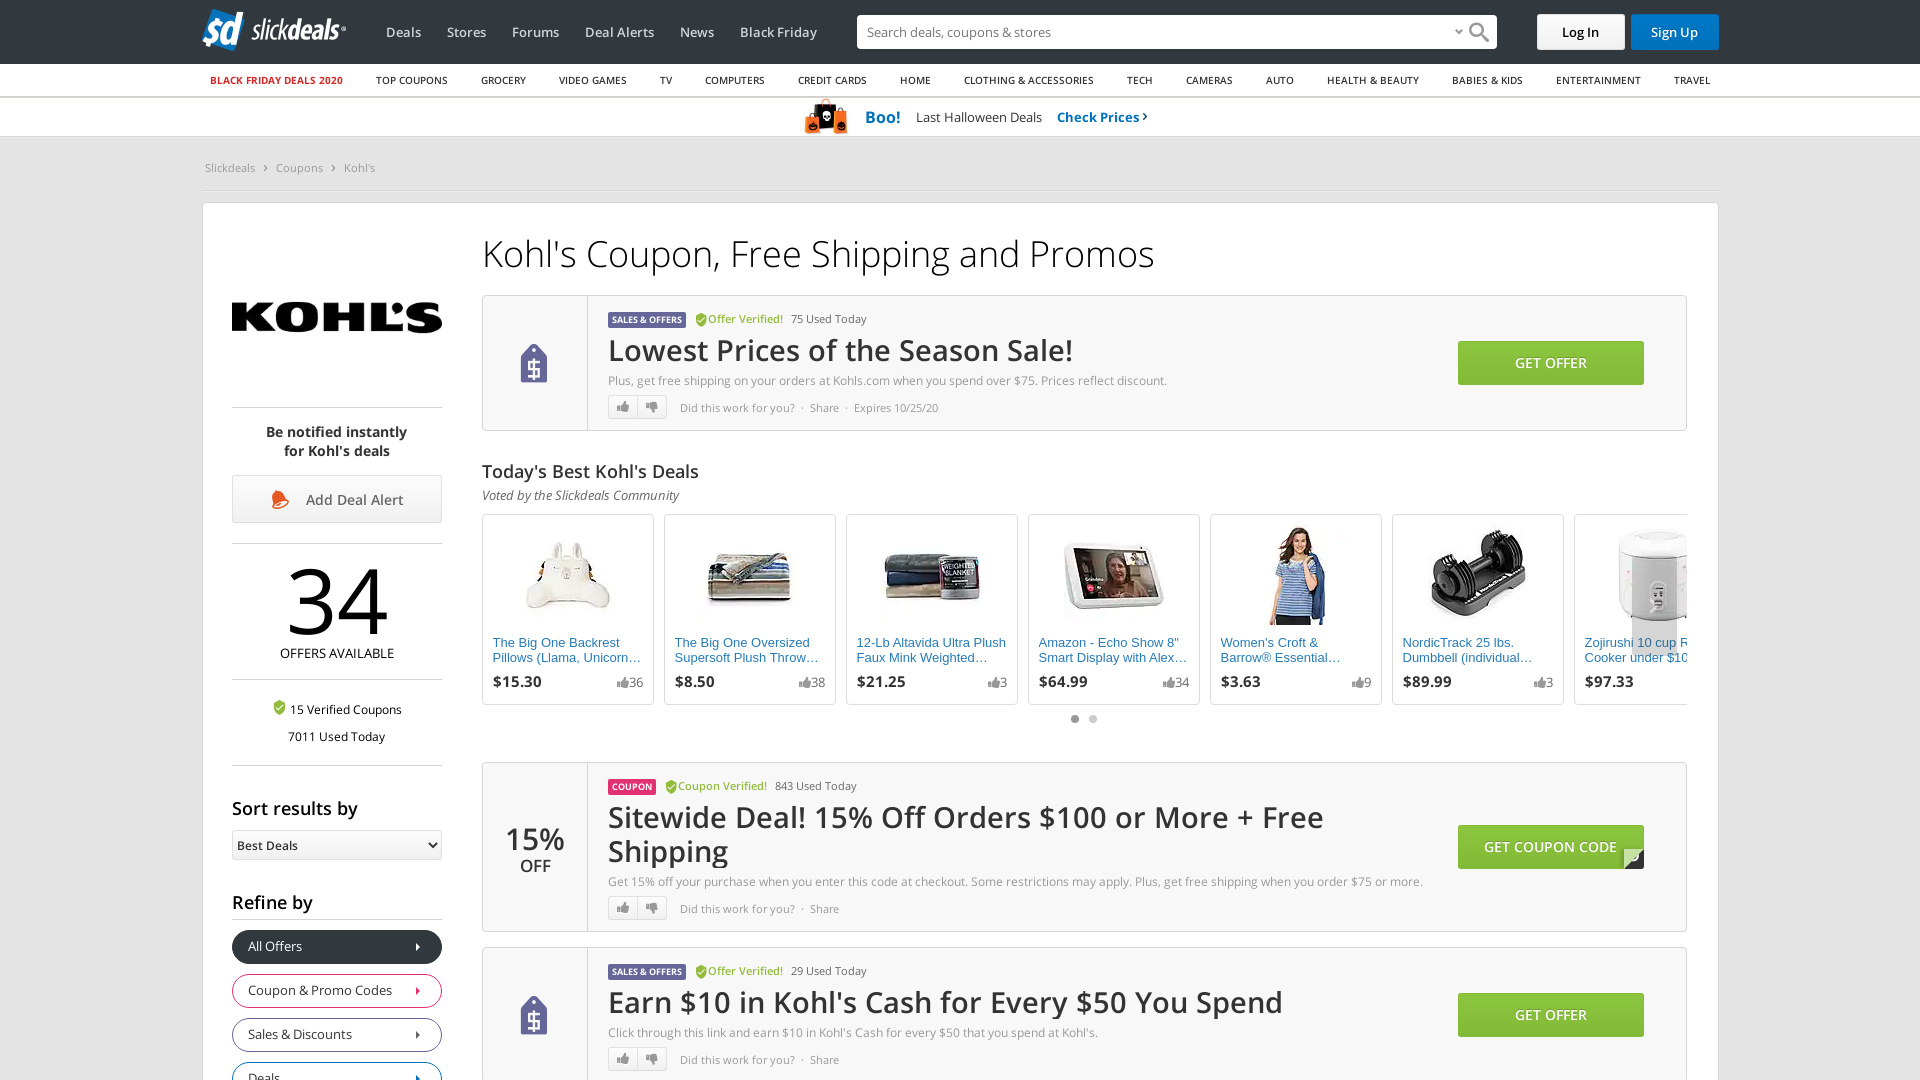 slickdeals
Deals
Stores
Forums
Deal Alerts
News
Black Friday
Search deals, coupons & stores
Log In
Sign Up
BLACK FRIDAY DEALS 2020
TOP COUPONS
GROCERY
VIDEO GAMES
TV
COMPUTERS
CREDIT CARDS
HOME
CLOTHING & ACCESSORIES
TECH
CAMERAS
AUTO
HEALTH & BEAUTY
BABIES & KIDS
ENTERTAINMENT
TRAVEL
Boo! Last Halloween Deals Check Prices
Slickdeals > Coupons > Kohl's
KOHL'S
Be notified instantly
for Kohl's deals
Add Deal Alert
34
OFFERS AVAILABLE
15 Verified Coupons
7011 Used Today
Sort results by
Best Deals
Refine by
All Offers
Coupon & Promo Codes
Sales & Discounts
Deals
Kohl's Coupon, Free Shipping and Promos
SALES & OFFERS Offer Verified! 75 Used Today
Lowest Prices of the Season Sale!
Plus, get free shipping on your orders at Kohls.com when you spend over $75. Prices reflect discount.
Did this work for you? · Share · Expires 10/25/20
GET OFFER
Today's Best Kohl's Deals
Voted by the Slickdeals Community
The Big One Backrest
Pillows (Llama, Unicorn…
$15.30 36
The Big One Oversized
Supersoft Plush Throw…
$8.50 38
WEIGHTED
BLANKET
12-Lb Altavida Ultra Plush
Faux Mink Weighted…
$21.25 3
Grandma
Amazon - Echo Show 8"
Smart Display with Alex…
$64.99 34
Women's Croft &
Barrow® Essential…
$3.63 9
NordicTrack 25 lbs.
Dumbbell (individual…
$89.99 3
Zojirushi 10 cup R
Cooker under $10
$97.33
15%
OFF
COUPON Coupon Verified! 843 Used Today
Sitewide Deal! 15% Off Orders $100 or More + Free
Shipping
Get 15% off your purchase when you enter this code at checkout. Some restrictions may apply. Plus, get free shipping when you order $75 or more.
Did this work for you? · Share
GET COUPON CODE
SALES & OFFERS Offer Verified! 29 Used Today
Earn $10 in Kohl's Cash for Every $50 You Spend
Click through this link and earn $10 in Kohl's Cash for every $50 that you spend at Kohl's.
Did this work for you? · Share
GET OFFER